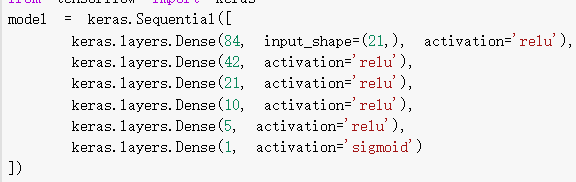 from tensorflow import keras
model = keras.Sequential([
keras.layers.Dense(84, input_shape=(21,), activation='relu'),
keras.layers.Dense(42, activation='relu'),
keras.layers.Dense(21, activation='relu'),
keras.layers.Dense(10, activation='relu'),
keras.layers.Dense(5, activation='relu'),
keras.layers.Dense(1, activation='sigmoid')
])